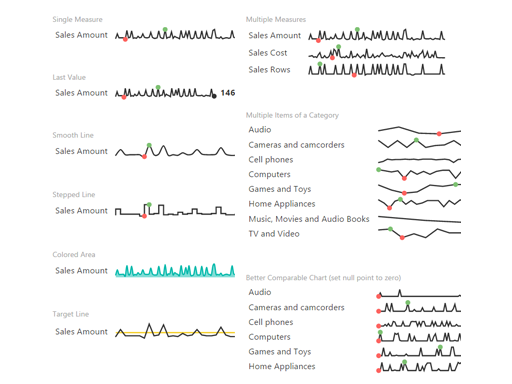 Single Measure
Sales Amount
Last Value
Sales Amount 146
Smooth Line
Sales Amount
Stepped Line
Sales Amount
Colored Area
Sales Amount
Target Line
Sales Amount
Multiple Measures
Sales Amount
Sales Cost
Sales Rows
Multiple Items of a Category
Audio
Cameras and camcorders
Cell phones
Computers
Games and Toys
Home Appliances
Music, Movies and Audio Books
TV and Video
Better Comparable Chart (set null point to zero)
Audio
Cameras and camcorders
Cell phones
Computers
Games and Toys
Home Appliances